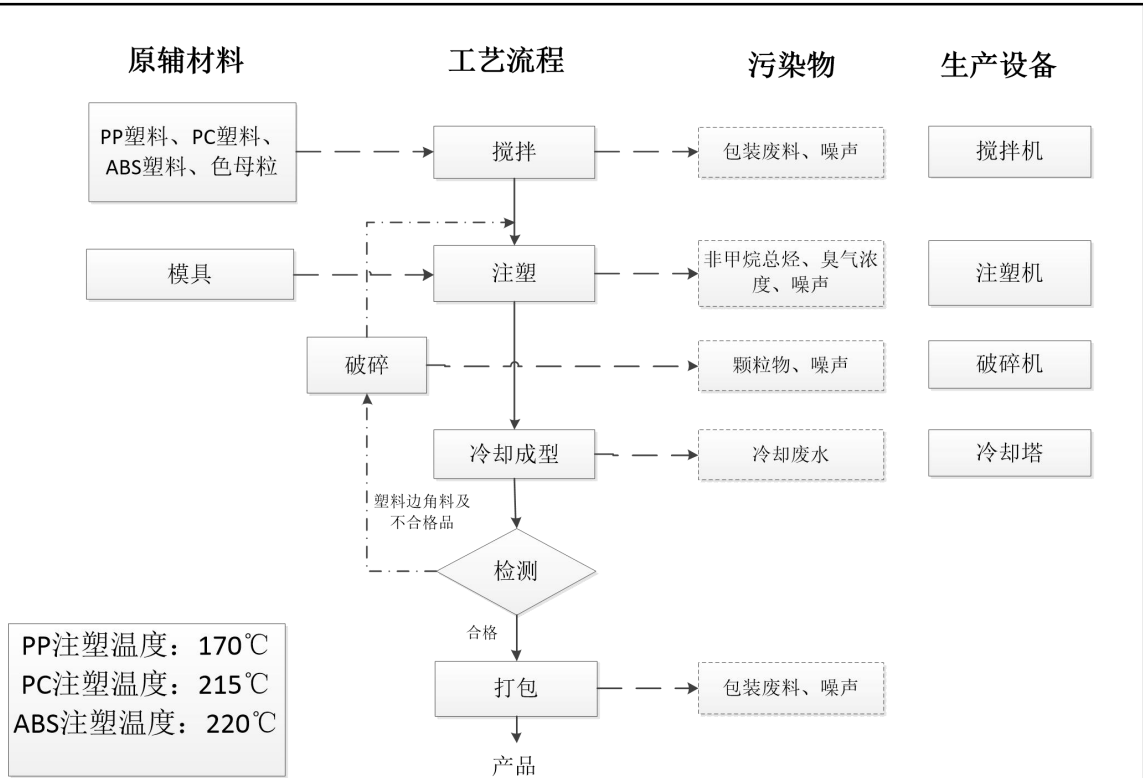 原辅材料
工艺流程
污染物
生产设备
PP塑料、PC塑料、
ABS塑料、色母粒
搅拌
包装废料、噪声
搅拌机
模具
注塑
非甲烷总烃、臭气浓
度、噪声
注塑机
破碎
颗粒物、噪声
破碎机
冷却成型
冷却废水
冷却塔
塑料边角料及
不合格品
检测
合格
PP注塑温度：170℃
PC注塑温度：215℃
ABS注塑温度：220℃
打包
包装废料、噪声
产品